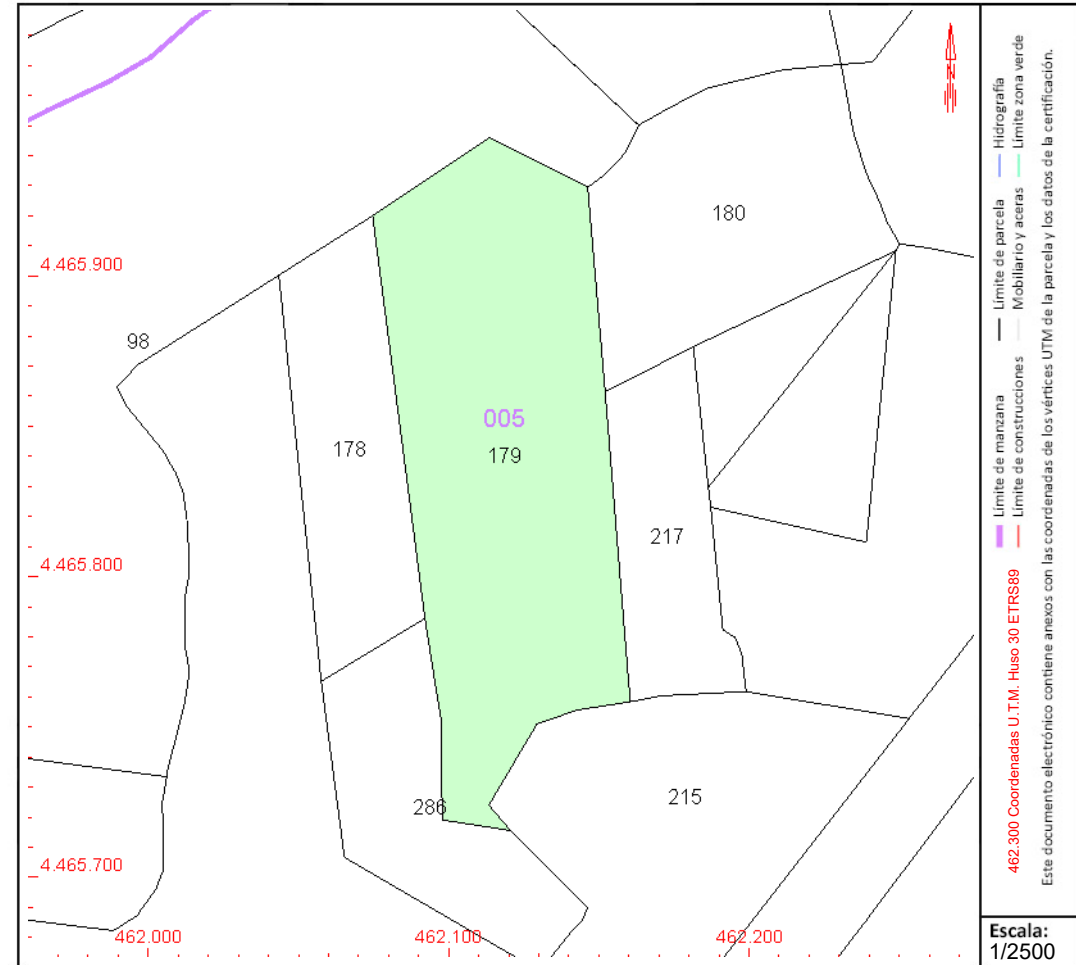 180
4.465.900
98
005
179
178
217
4.465.800
286
215
4.465.700
462.000
462.100
462.200
N
Límite de manzana
Límite de parcela
Hidrografía
Límite de construcciones
Mobiliario y aceras
Límite zona verde
462.300 Coordenadas U.T.M. Huso 30 ETRS89
Este documento electrónico contiene anexos con las coordenadas de los vértices UTM de la parcela y los datos de la certificación.
Escala:
1/2500